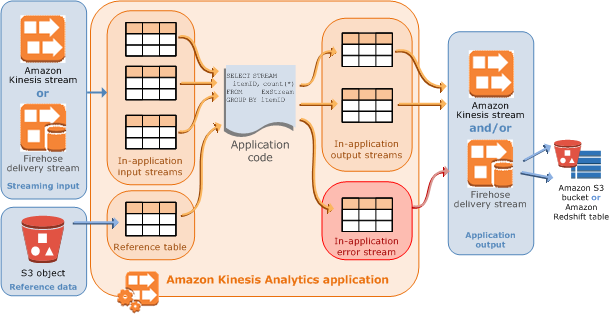 Amazon
Kinesis stream
or
Firehose
delivery stream
Streaming input
S3 object
Reference data
In-application
input streams
Reference table
SELECT STREAM
itemID, count(*)
FROM ExStream
GROUP BY itemID
Application
code
In-application
output streams
In-application
error stream
Amazon Kinesis Analytics application
Amazon
Kinesis stream
and/or
Firehose
delivery stream
Application
output
Amazon S3
bucket or
Amazon
Redshift table